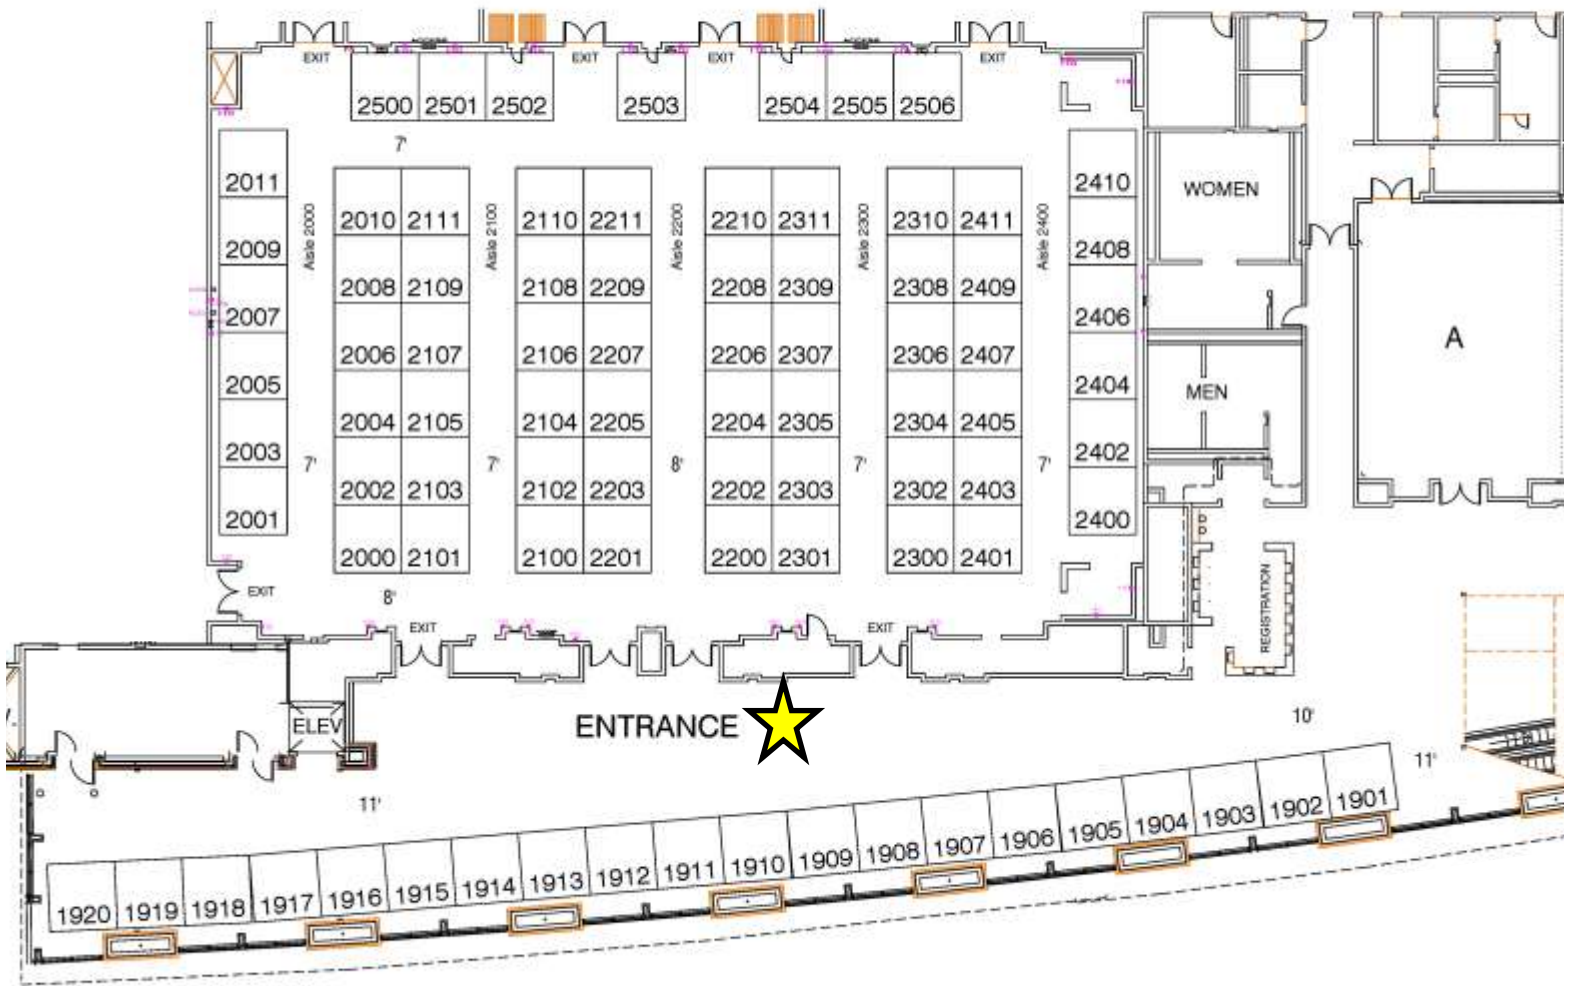 EXIT EXIT EXIT EXIT
2500 2501 2502 2503 2504 2505 2506
7'
2011 2410 WOMEN
2010 2111 2110 2211 2210 2311 2310 2411
Aisle 2000 Aisle 2100 Aisle 2200 Aisle 2300 Aisle 2400
2009 2408
2008 2109 2108 2209 2208 2309 2308 2409
2007 2406
A
2006 2107 2106 2207 2206 2307 2306 2407
2005 2404 MEN
2004 2105 2104 2205 2204 2305 2304 2405
2003 2402
7' 7' 8' 7' 7'
2002 2103 2102 2203 2202 2303 2302 2403
2001 2400
2000 2101 2100 2201 2200 2301 2300 2401
EXIT
8'
REGISTRATION
EXIT EXIT
ELEV ENTRANCE
10'
11'
11'
1920 1919 1918 1917 1916 1915 1914 1913 1912 1911 1910 1909 1908 1907 1906 1905 1904 1903 1902 1901